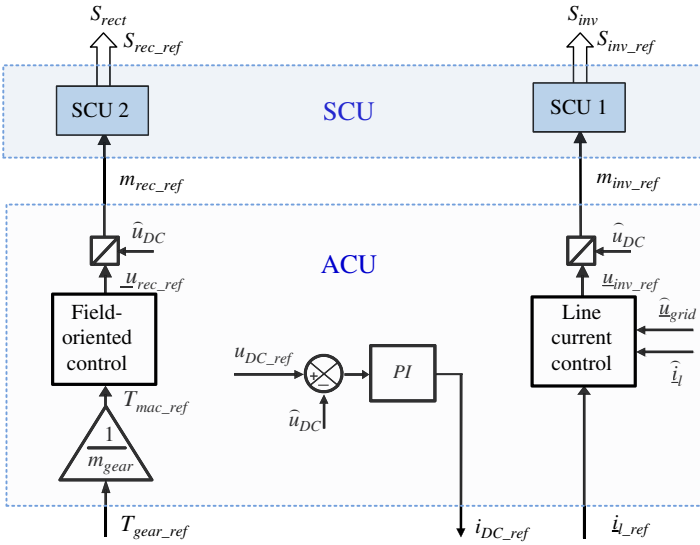 S_rect
S_rec_ref
S_inv
S_inv_ref
SCU 2
SCU
SCU 1
m_rec_ref
m_inv_ref
û_DC
û_DC
ACU
u_rec_ref
u_inv_ref
Field-
oriented
control
Line
current
control
û_grid
î_l
u_DC_ref
+
−
PI
û_DC
T_mac_ref
1
m_gear
T_gear_ref
i_DC_ref
i_l_ref